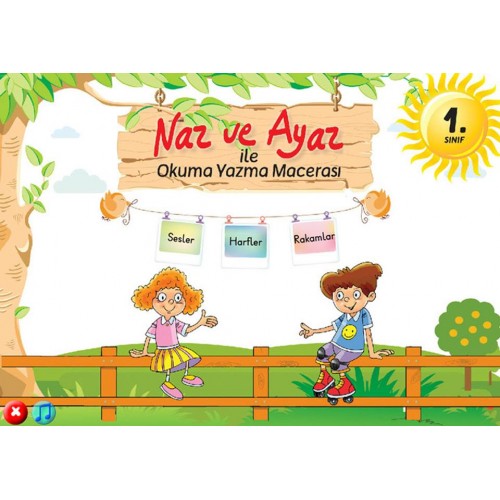 Naz ve Ayaz
ile
Okuma Yazma Macerası
1.
SINIF
Sesler
Harfler
Rakamlar